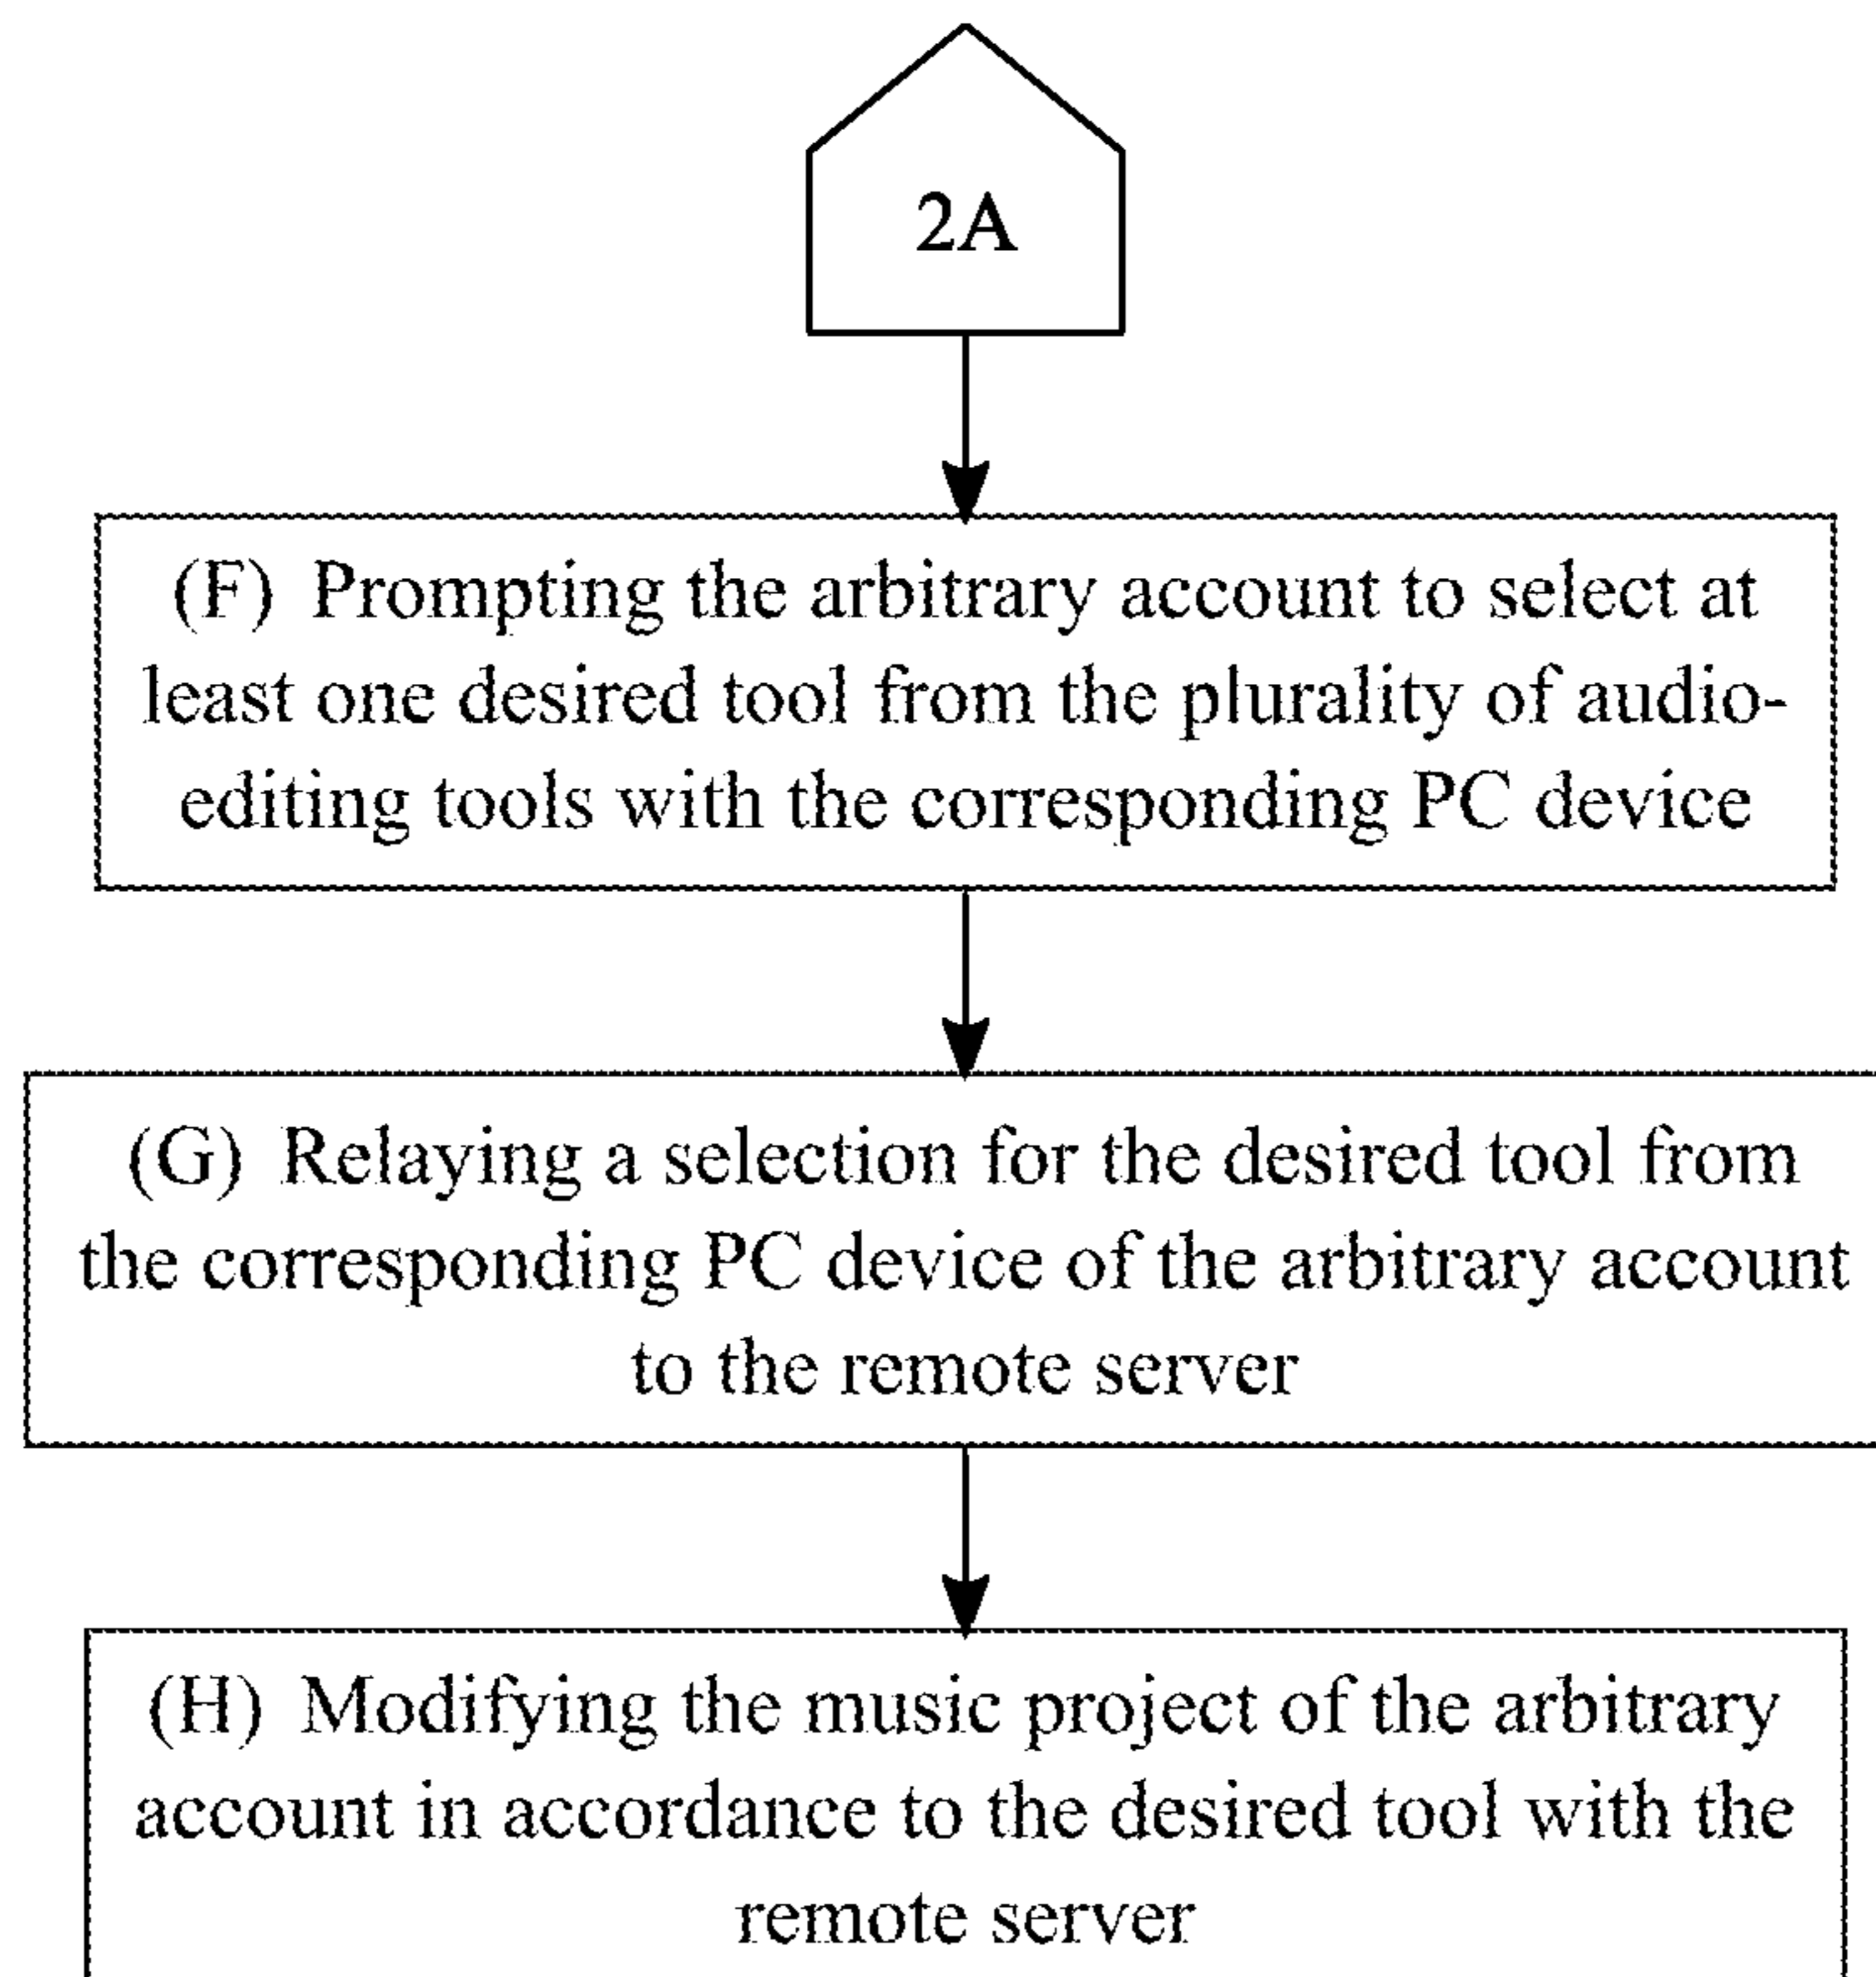 2A
(F) Prompting the arbitrary account to select at
least one desired tool from the plurality of audio-
editing tools with the corresponding PC device
(G) Relaying a selection for the desired tool from
the corresponding PC device of the arbitrary account
to the remote server
(H) Modifying the music project of the arbitrary
account in accordance to the desired tool with the
remote server